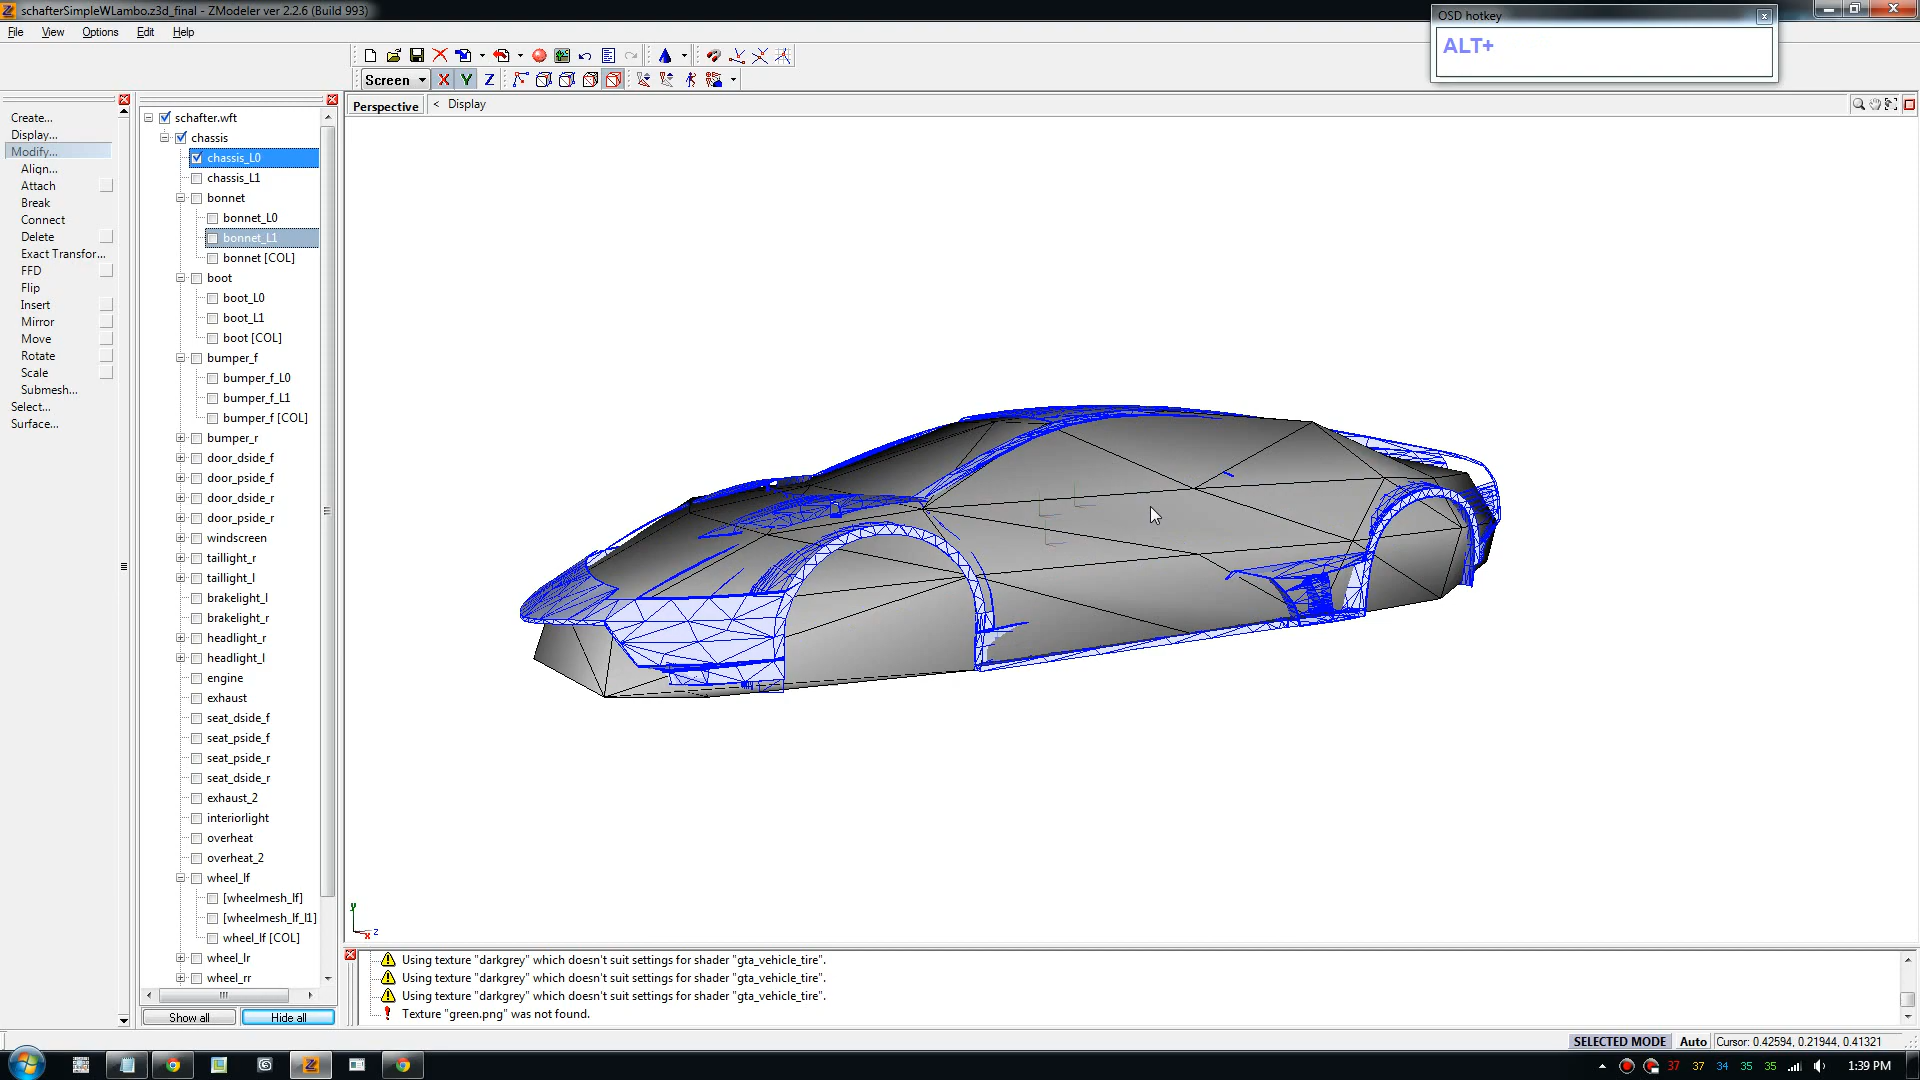 schafterSimpleWLambo.z3d_final - ZModeler ver 2.2.6 (Build 993)
OSD hotkey
ALT+
File View Options Edit Help
Screen X Y Z
Perspective < Display
Create...
Display...
Modify...
Align...
Attach
Break
Connect
Delete
Exact Transfor...
FFD
Flip
Insert
Mirror
Move
Rotate
Scale
Submesh...
Select...
Surface...
schafter.wft
chassis
chassis_L0
chassis_L1
bonnet
bonnet_L0
bonnet_L1
bonnet [COL]
boot
boot_L0
boot_L1
boot [COL]
bumper_f
bumper_f_L0
bumper_f_L1
bumper_f [COL]
bumper_r
door_dside_f
door_pside_f
door_dside_r
door_pside_r
windscreen
taillight_r
taillight_l
brakelight_l
brakelight_r
headlight_r
headlight_l
engine
exhaust
seat_dside_f
seat_pside_f
seat_pside_r
seat_dside_r
exhaust_2
interiorlight
overheat
overheat_2
wheel_lf
[wheelmesh_lf]
[wheelmesh_lf_l1]
wheel_lf [COL]
wheel_lr
wheel_rr
Show all Hide all
y
z
x
Using texture "darkgrey" which doesn't suit settings for shader "gta_vehicle_tire".
Using texture "darkgrey" which doesn't suit settings for shader "gta_vehicle_tire".
Using texture "darkgrey" which doesn't suit settings for shader "gta_vehicle_tire".
Texture "green.png" was not found.
SELECTED MODE Auto Cursor: 0.42594, 0.21944, 0.41321
37 37 34 35 35 1:39 PM